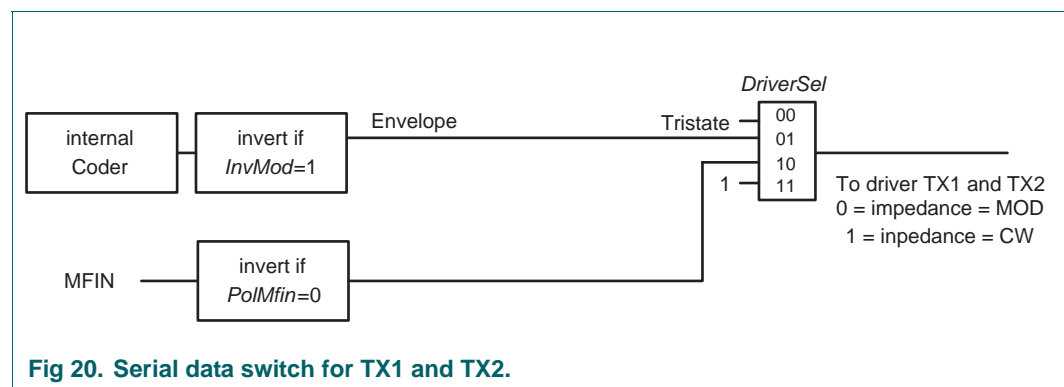 DriverSel
internal
Coder
invert if
InvMod=1
Envelope
Tristate
00
01
10
1
11
To driver TX1 and TX2
0 = impedance = MOD
1 = inpedance = CW
MFIN
invert if
PolMfin=0
Fig 20. Serial data switch for TX1 and TX2.